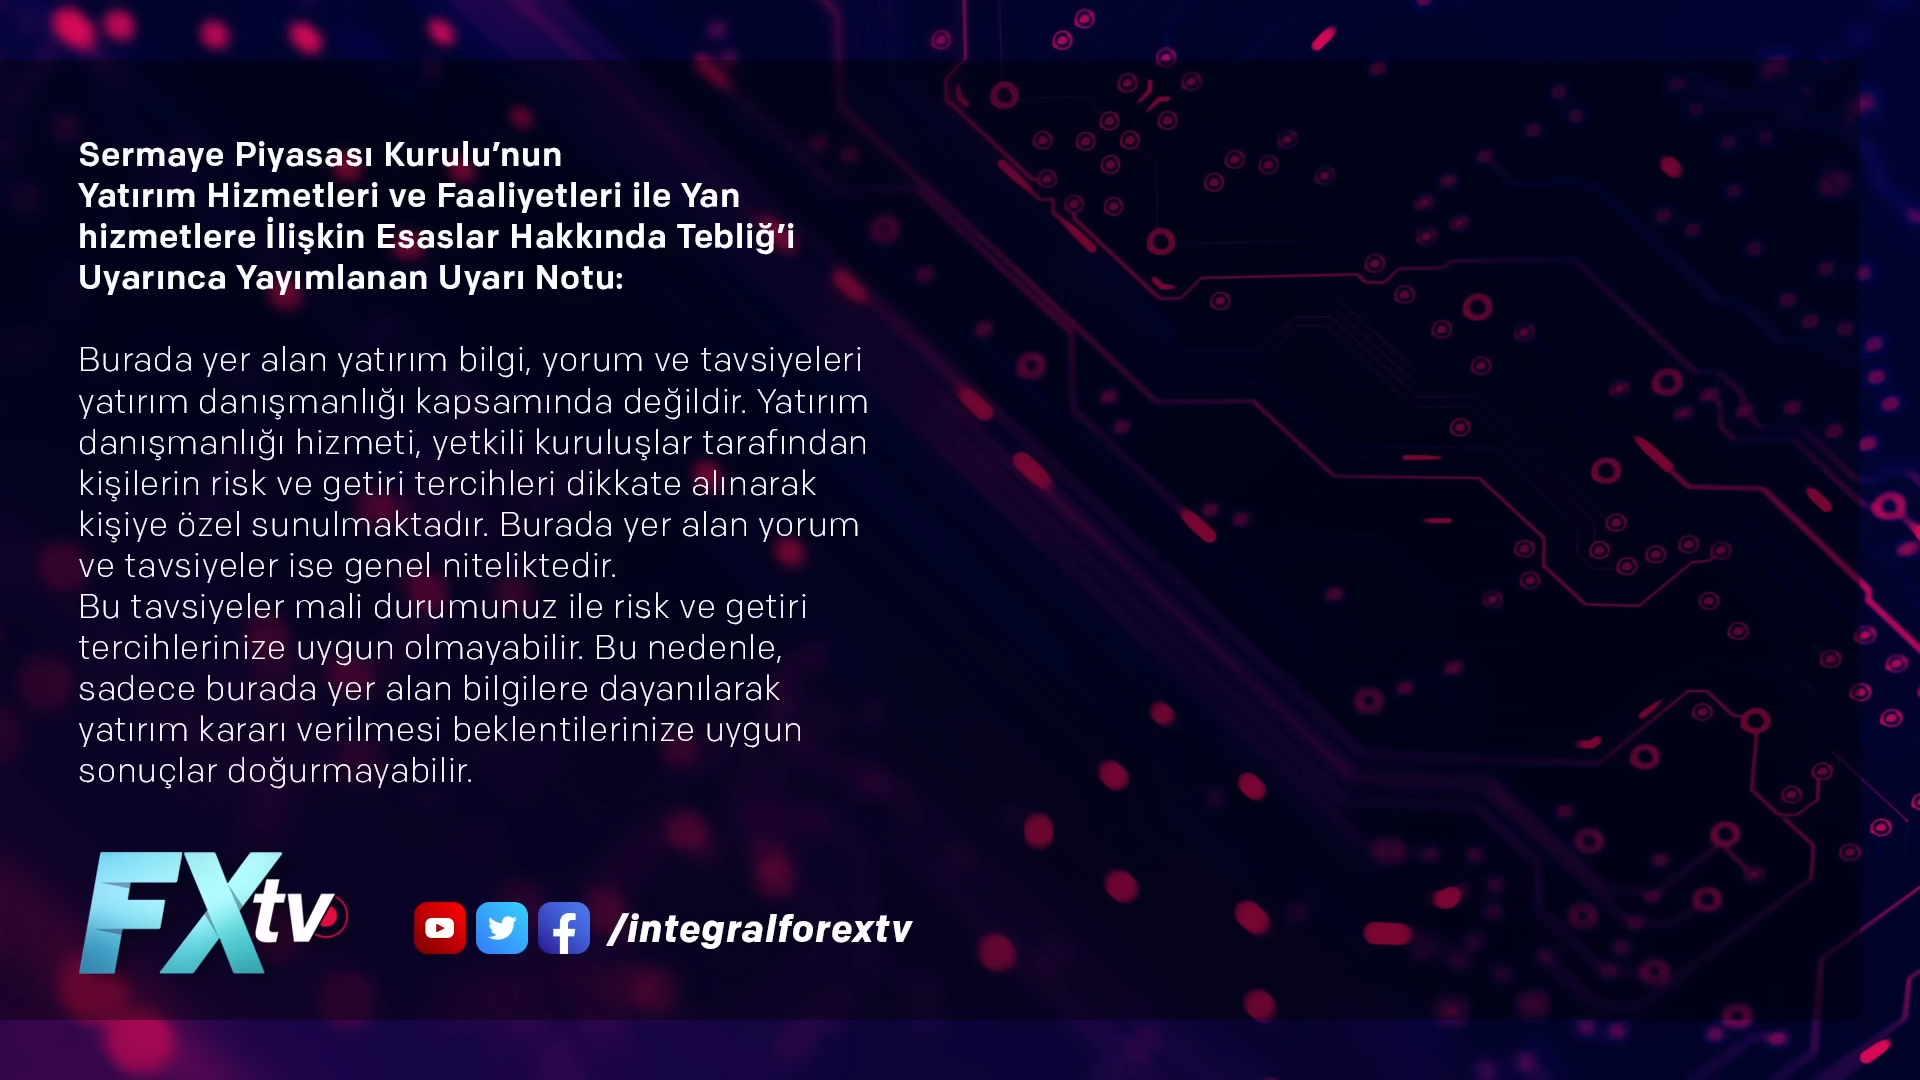 Sermaye Piyasası Kurulu’nun
Yatırım Hizmetleri ve Faaliyetleri ile Yan
hizmetlere İlişkin Esaslar Hakkında Tebliğ’i
Uyarınca Yayımlanan Uyarı Notu:
Burada yer alan yatırım bilgi, yorum ve tavsiyeleri
yatırım danışmanlığı kapsamında değildir. Yatırım
danışmanlığı hizmeti, yetkili kuruluşlar tarafından
kişilerin risk ve getiri tercihleri dikkate alınarak
kişiye özel sunulmaktadır. Burada yer alan yorum
ve tavsiyeler ise genel niteliktedir.
Bu tavsiyeler mali durumunuz ile risk ve getiri
tercihlerinize uygun olmayabilir. Bu nedenle,
sadece burada yer alan bilgilere dayanılarak
yatırım kararı verilmesi beklentilerinize uygun
sonuçlar doğurmayabilir.
FXtv
/integralforextv